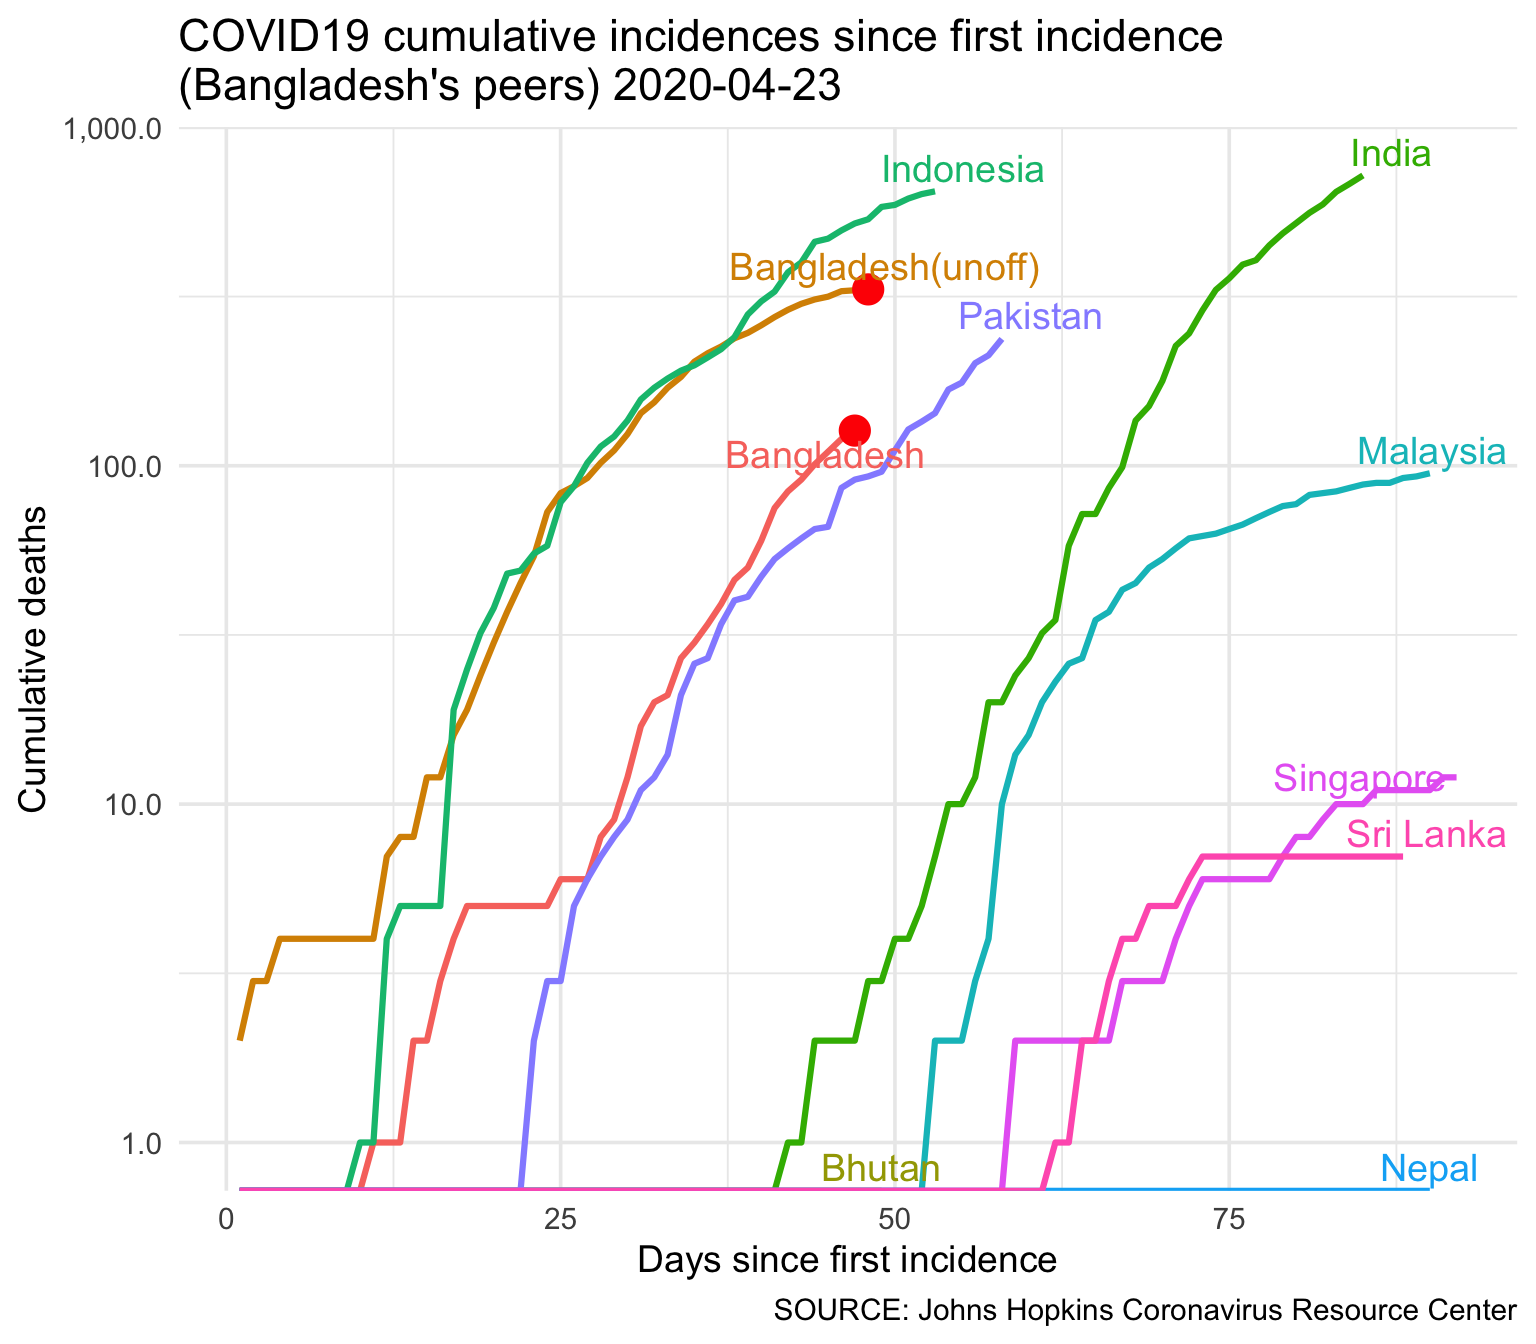 COVID19 cumulative incidences since first incidence
(Bangladesh's peers) 2020-04-23
1,000.0
100.0
10.0
1.0
Cumulative deaths
Indonesia
India
Bangladesh(unoff)
Pakistan
Bangladesh
Malaysia
Singapore
Sri Lanka
Bhutan
Nepal
0 25 50 75
Days since first incidence
SOURCE: Johns Hopkins Coronavirus Resource Center